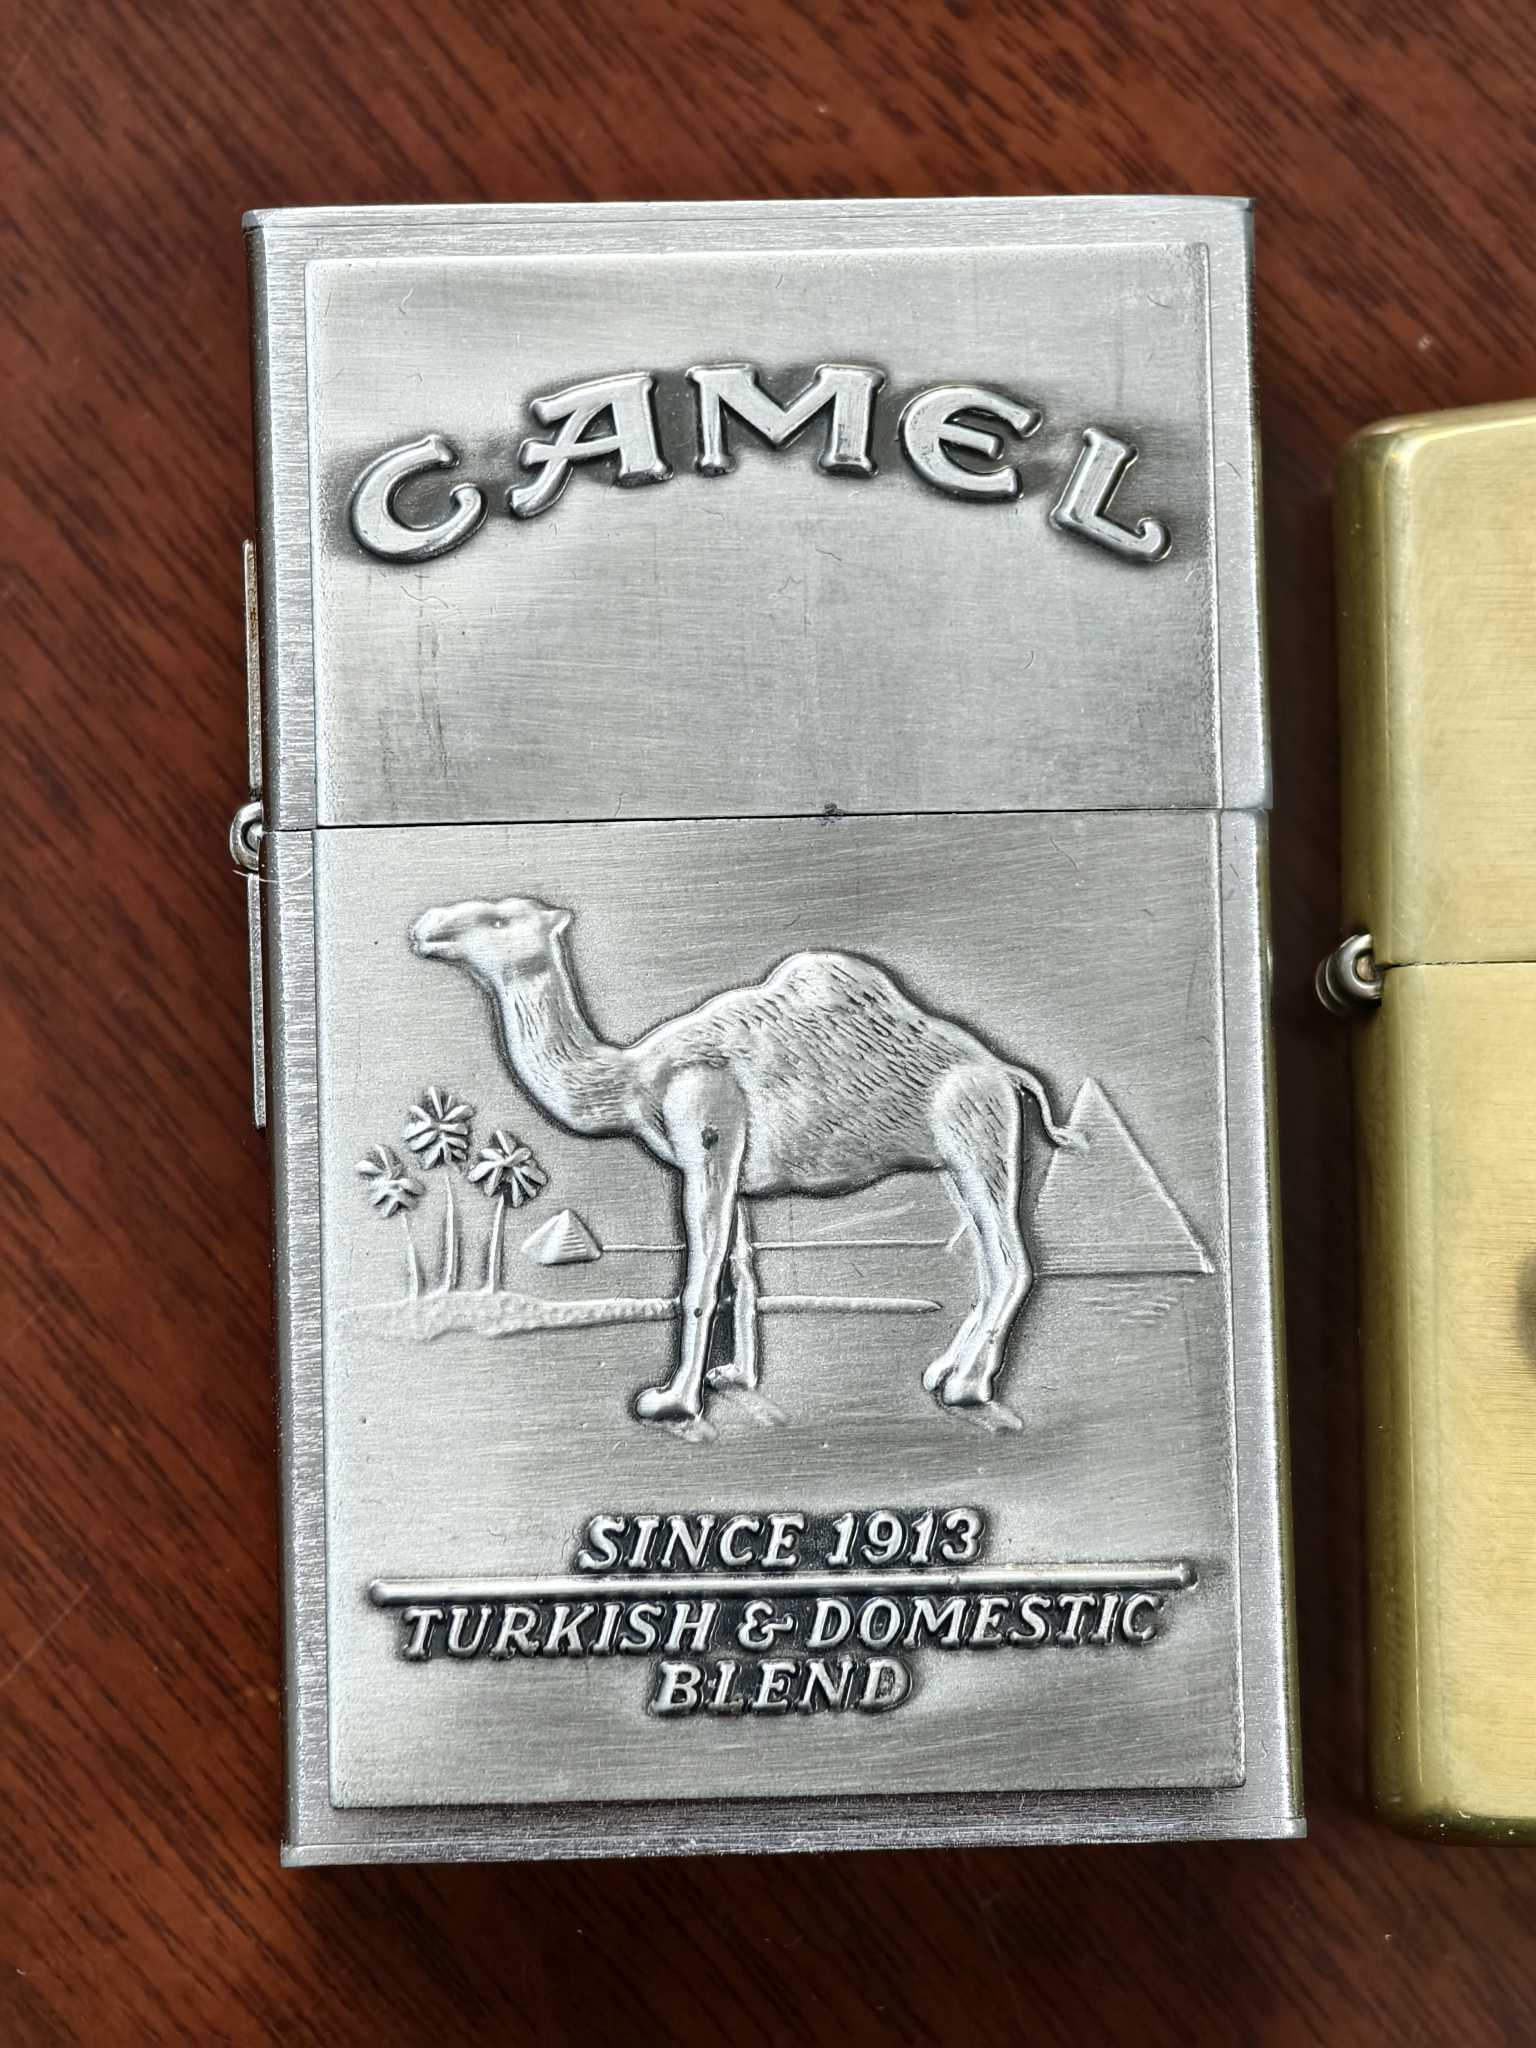 CAMEL
SINCE 1913
TURKISH & DOMESTIC
BLEND